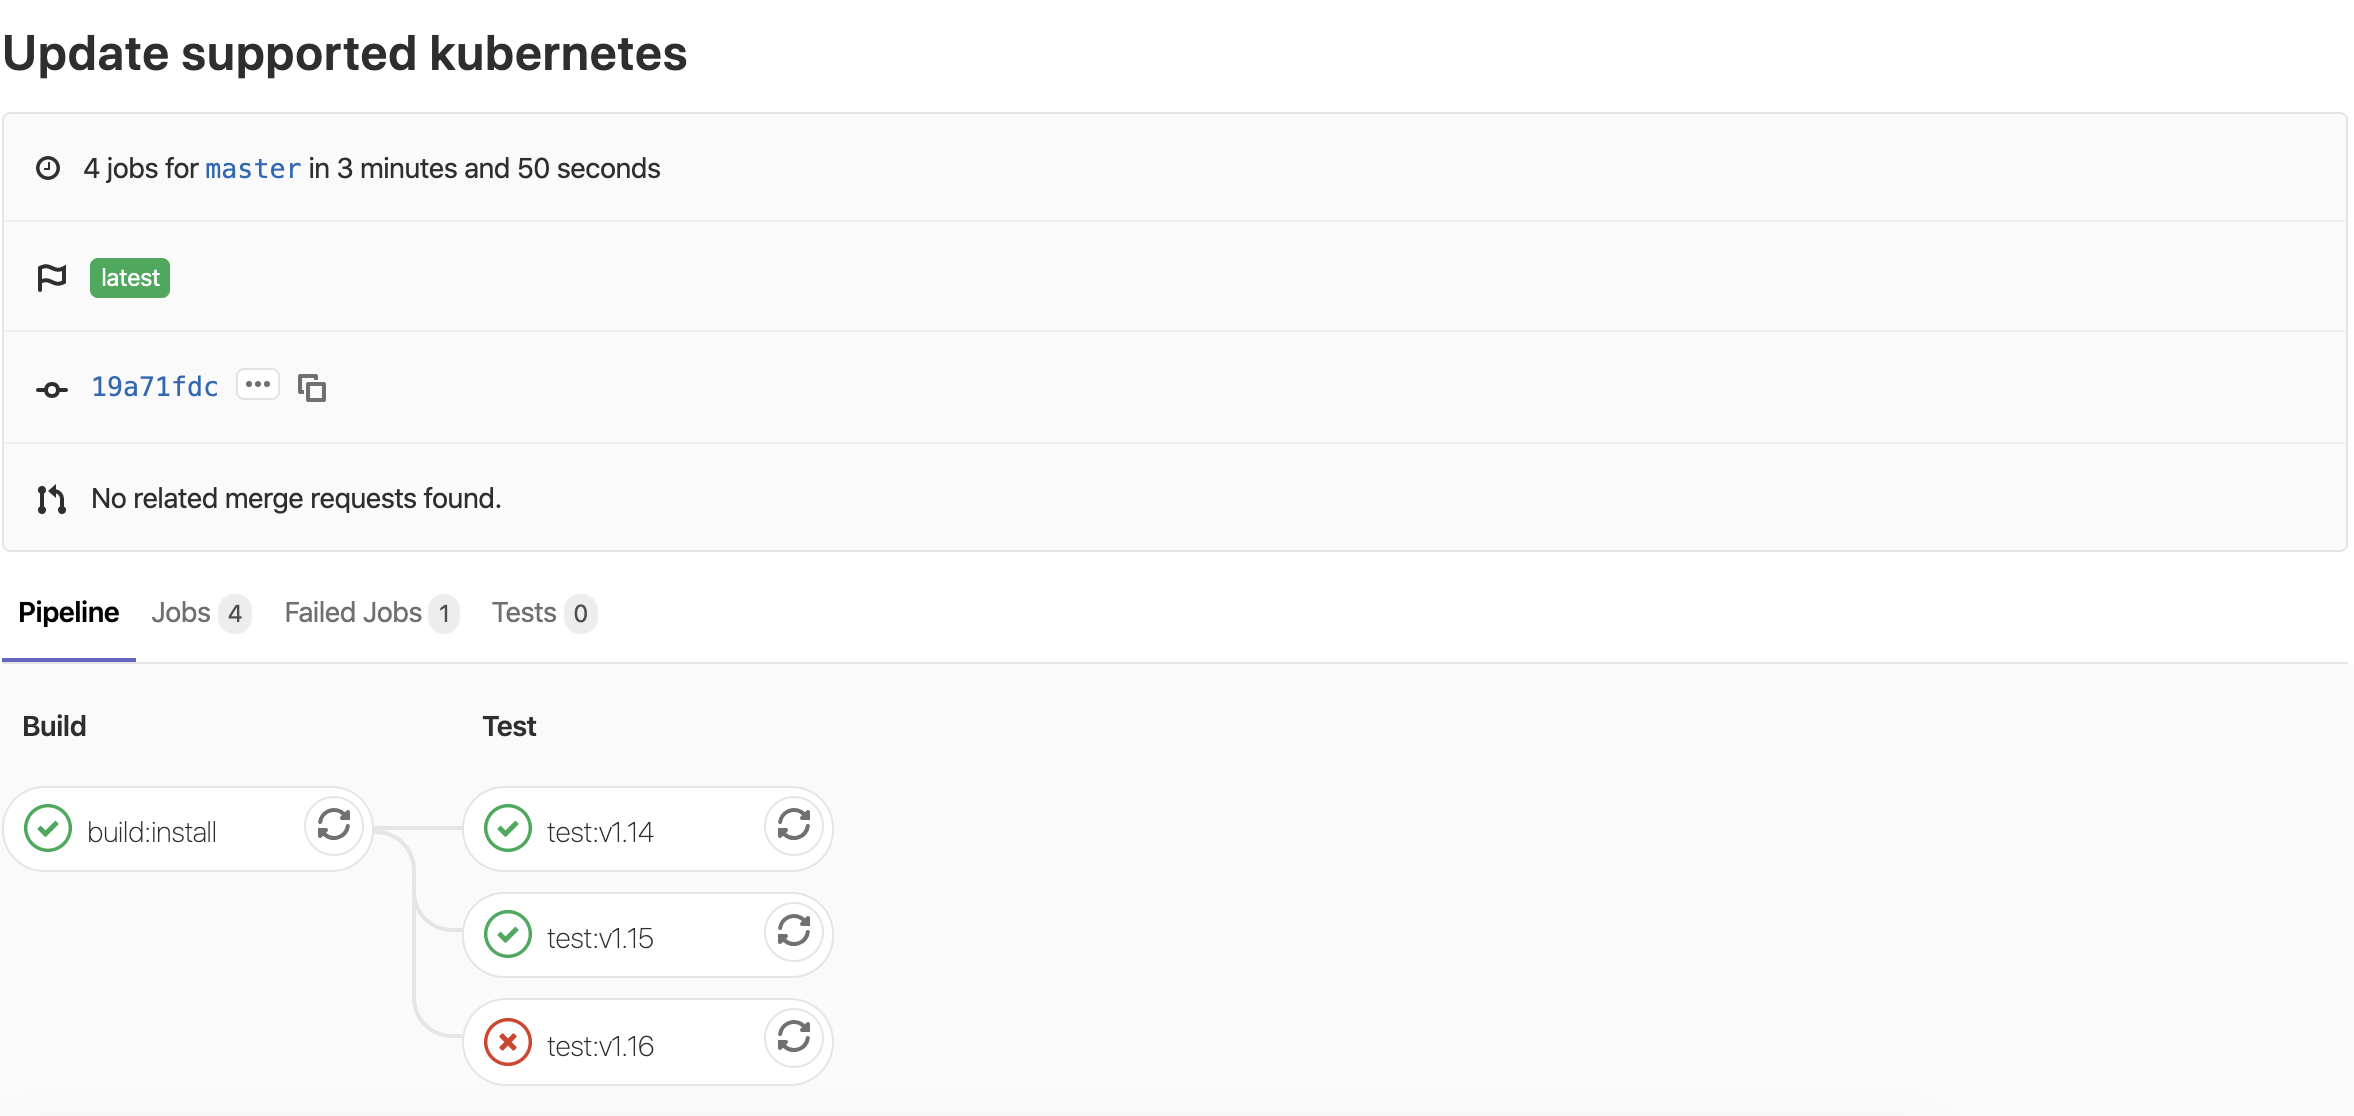 Update supported kubernetes
4 jobs for master in 3 minutes and 50 seconds
latest
19a71fdc
No related merge requests found.
Pipeline Jobs 4 Failed Jobs 1 Tests 0
Build Test
build:install test:v1.14
test:v1.15
test:v1.16